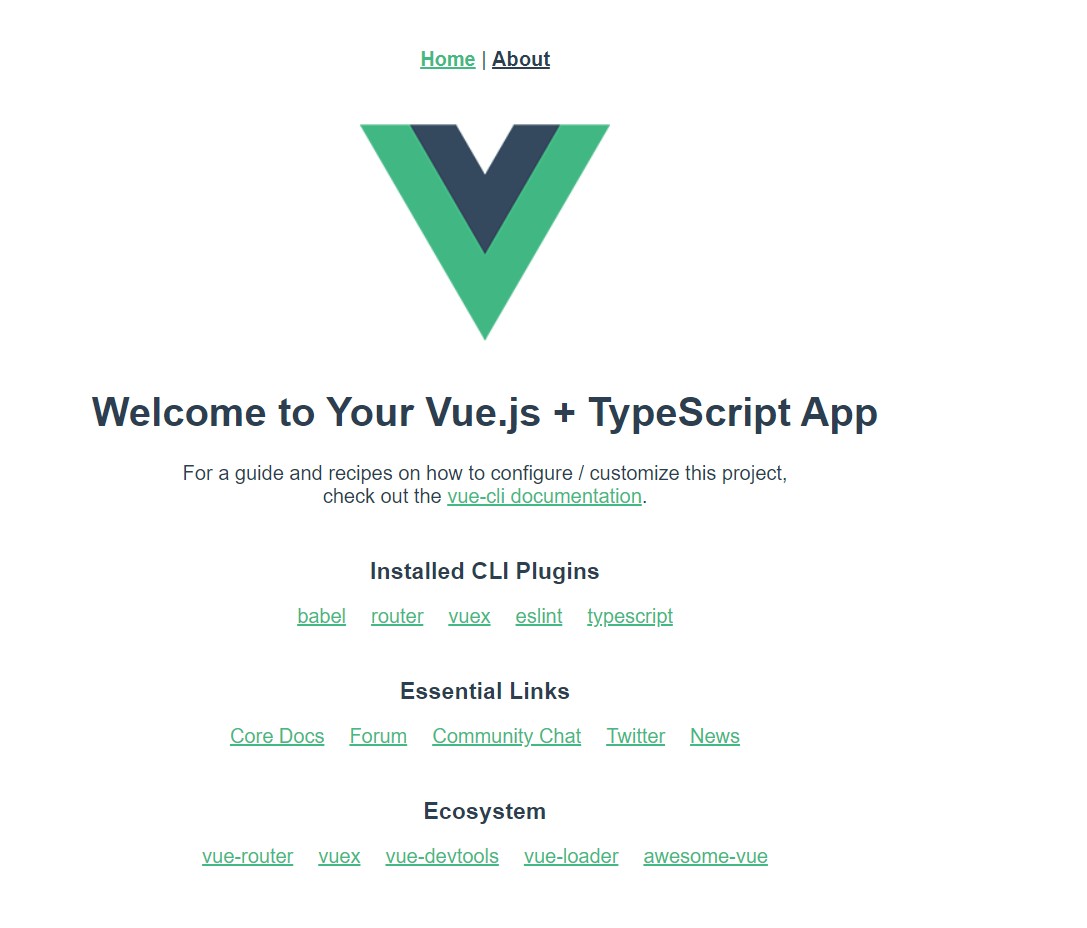 Home | About
Welcome to Your Vue.js + TypeScript App
For a guide and recipes on how to configure / customize this project,
check out the vue-cli documentation.
Installed CLI Plugins
babel router vuex eslint typescript
Essential Links
Core Docs Forum Community Chat Twitter News
Ecosystem
vue-router vuex vue-devtools vue-loader awesome-vue